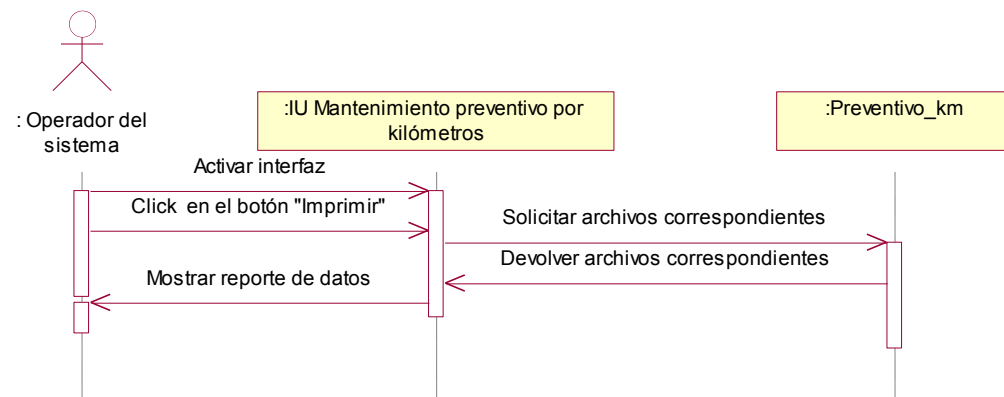 : Operador del
sistema
:IU Mantenimiento preventivo por
kilómetros
:Preventivo_km
Activar interfaz
Click en el botón "Imprimir"
Solicitar archivos correspondientes
Devolver archivos correspondientes
Mostrar reporte de datos